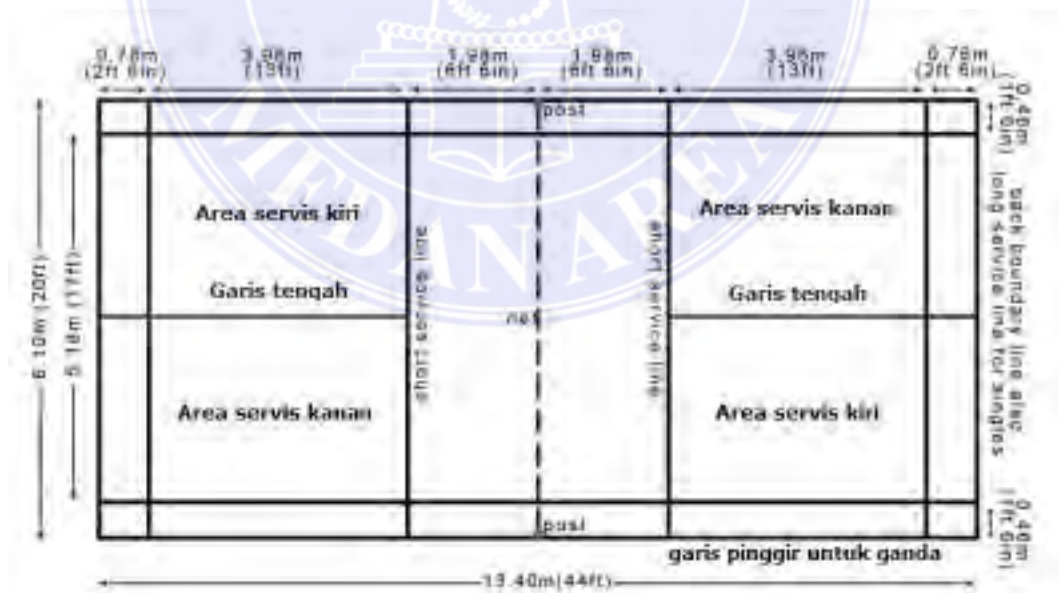 0.76m 3.96m 1.98m 1.98m 3.96m 0.76m
(2ft 6in) (13ft) (6ft 6in) (6ft 6in) (13ft) (2ft 6in)
post
0.46m
(1ft 6in)
MEDAN AREA
Area servis kiri
Area servis kanan
short service line
short service line
back boundary line also
long service line for singles
Garis tengah
Garis tengah
net
6.10m (20ft)
5.18m (17ft)
Area servis kanan
Area servis kiri
post
0.46m
(1ft 6in)
garis pinggir untuk ganda
13.40m(44ft)